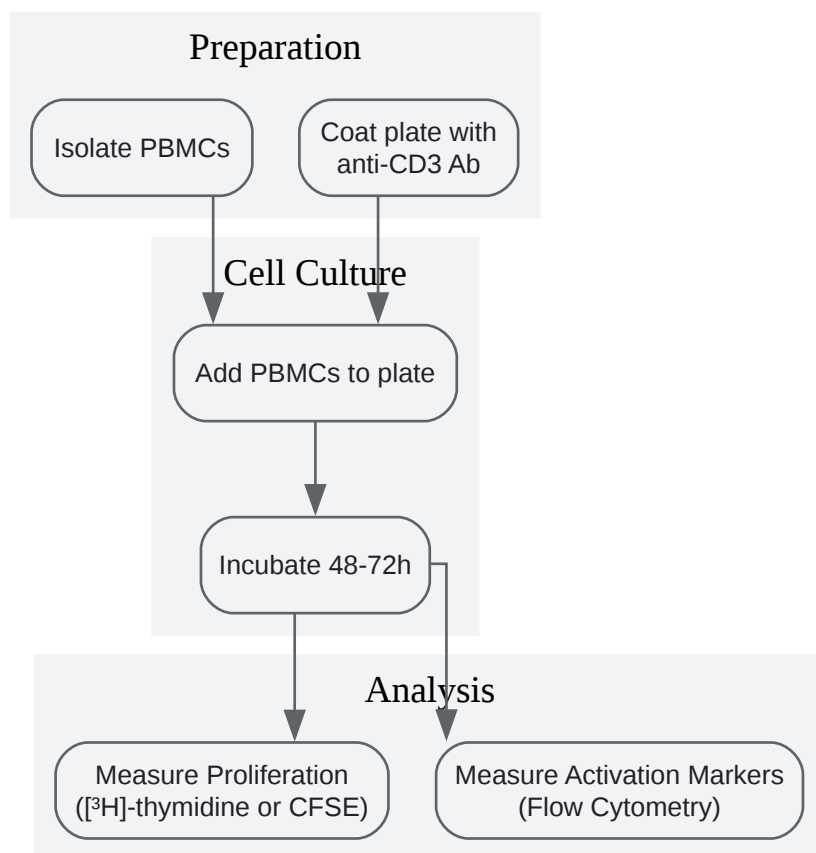 Preparation
Isolate PBMCs
Coat plate with
anti-CD3 Ab
Cell Culture
Add PBMCs to plate
Incubate 48-72h
Analysis
Measure Proliferation
([³H]-thymidine or CFSE)
Measure Activation Markers
(Flow Cytometry)